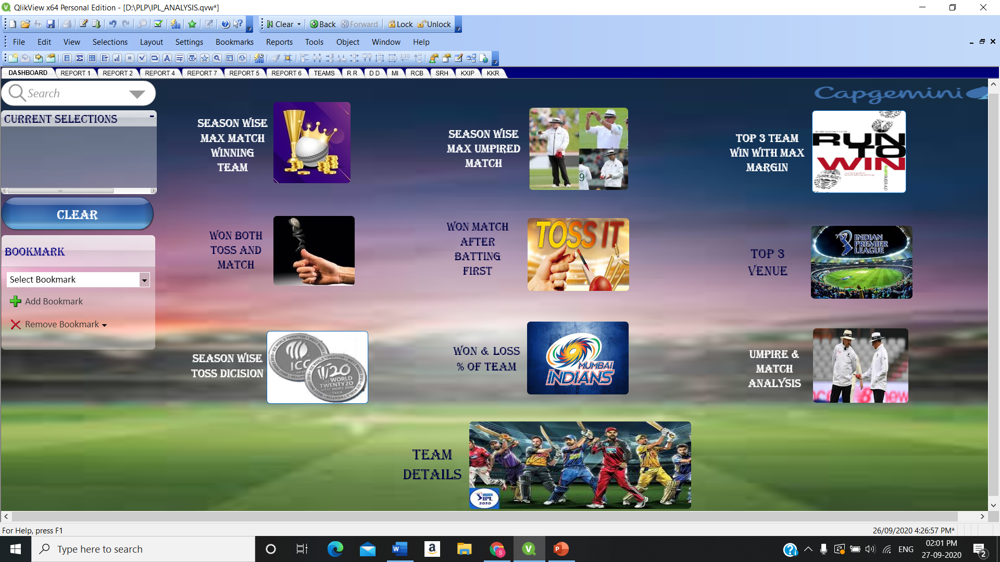 QlikView x64 Personal Edition - [D:\PLP\IPL_ANALYSIS.qvw*]
Clear Back Forward Lock Unlock
File Edit View Selections Layout Settings Bookmarks Reports Tools Object Window Help
DASHBOARD REPORT 1 REPORT 2 REPORT 4 REPORT 7 REPORT 5 REPORT 6 TEAMS R R D D MI RCB SRH KXIP KKR
Search
Capgemini
CURRENT SELECTIONS
CLEAR
BOOKMARK
Select Bookmark
Add Bookmark
Remove Bookmark
SEASON WISE
MAX MATCH
WINNING
TEAM
SEASON WISE
MAX UMPIRED
MATCH
9
TOP 3 TEAM
WIN WITH MAX
MARGIN
RUN
TO
WIN
WON BOTH
TOSS AND
MATCH
WON MATCH
AFTER
BATTING
FIRST
TOSS IT
TOP 3
VENUE
INDIAN
PREMIER
LEAGUE
SEASON WISE
TOSS DICISION
ICC
20
WORLD
TWENTY20
WEST INDIES 2010
TAILS
WON & LOSS
% OF TEAM
MUMBAI
INDIANS
UMPIRE &
MATCH
ANALYSIS
TEAM
DETAILS
IPL
2020
For Help, press F1
26/09/2020 4:26:57 PM*
Type here to search
ENG
02:01 PM
27-09-2020
2